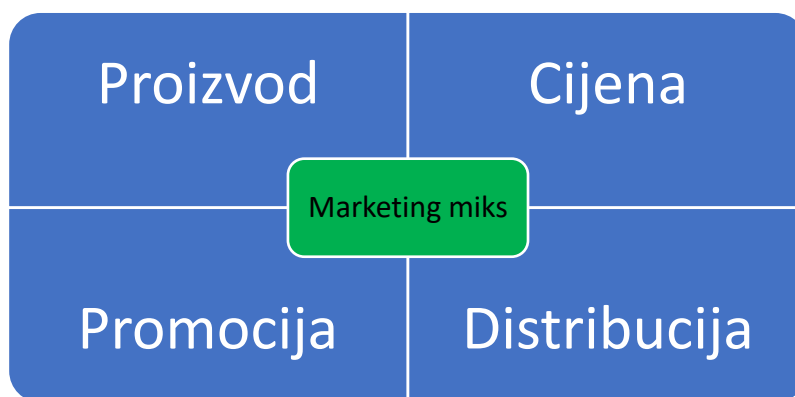 Proizvod
Cijena
Marketing miks
Promocija
Distribucija